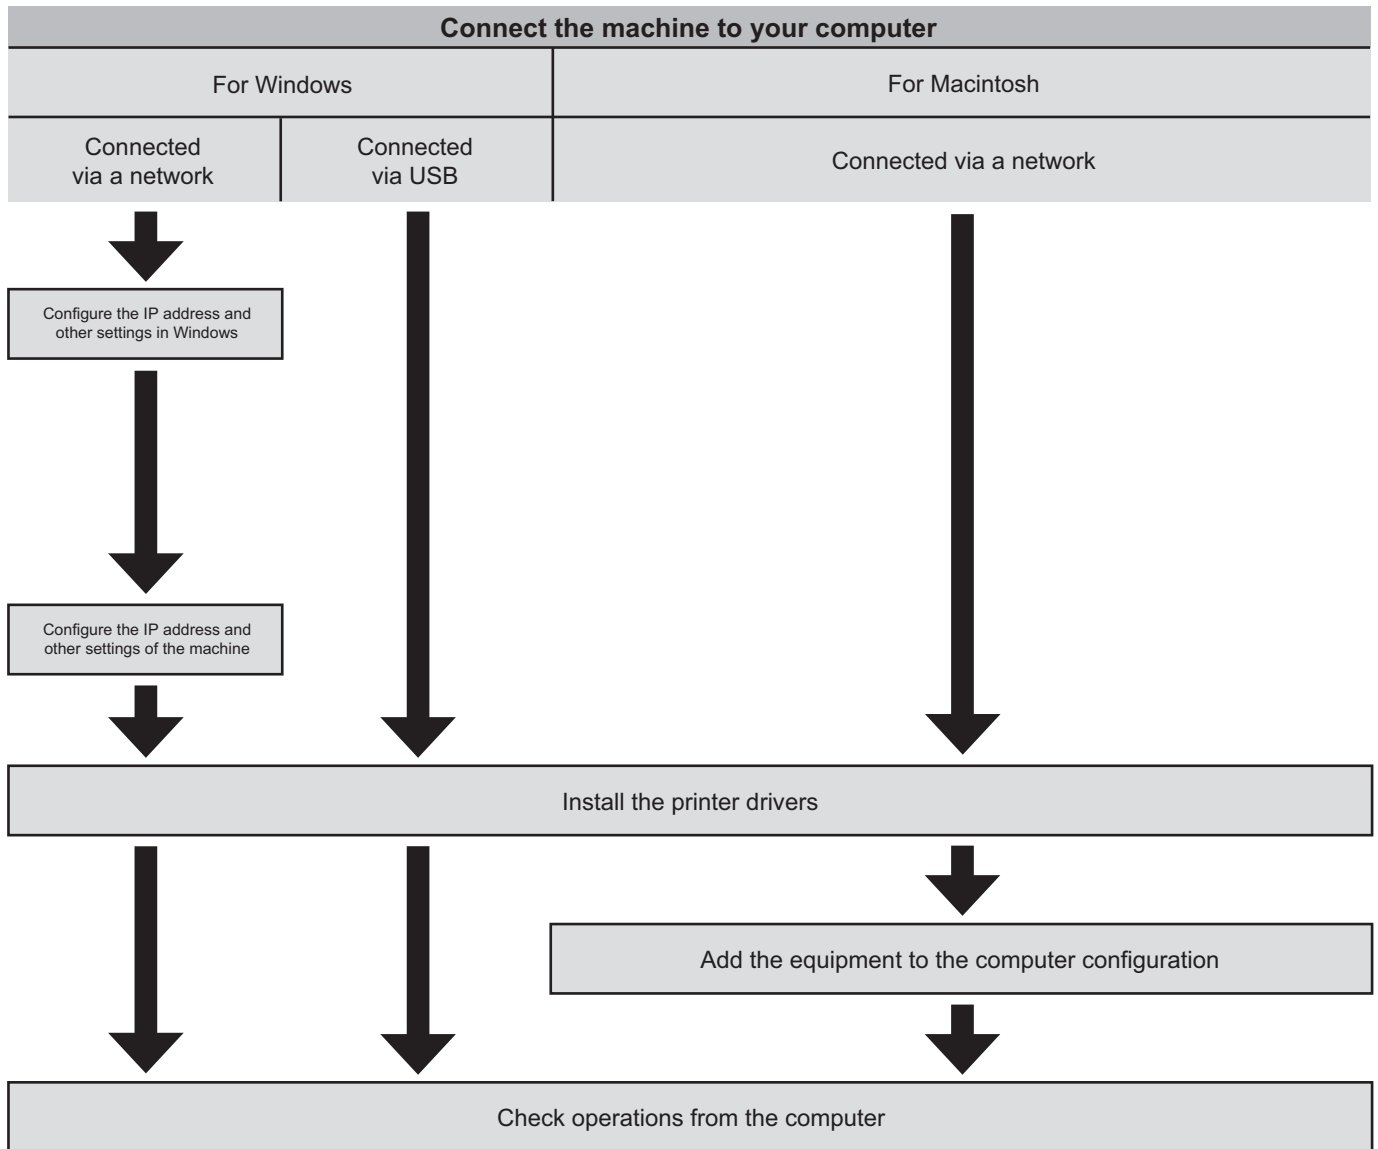 Connect the machine to your computer
For Windows
For Macintosh
Connected
via a network
Connected
via USB
Connected via a network
Configure the IP address and
other settings in Windows
Configure the IP address and
other settings of the machine
Install the printer drivers
Add the equipment to the computer configuration
Check operations from the computer